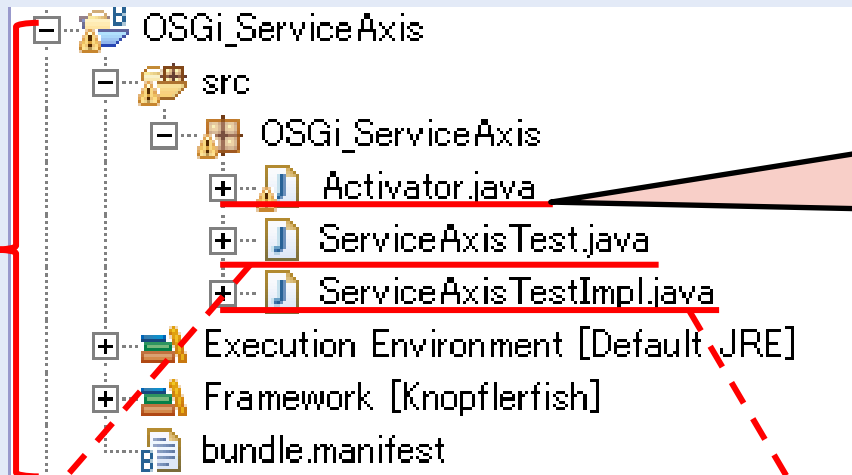 OSGi_ServiceAxis
src
OSGi_ServiceAxis
Activator.java
ServiceAxisTest.java
ServiceAxisTestImpl.java
Execution Environment [Default JRE]
Framework [Knopflerfish]
bundle.manifest